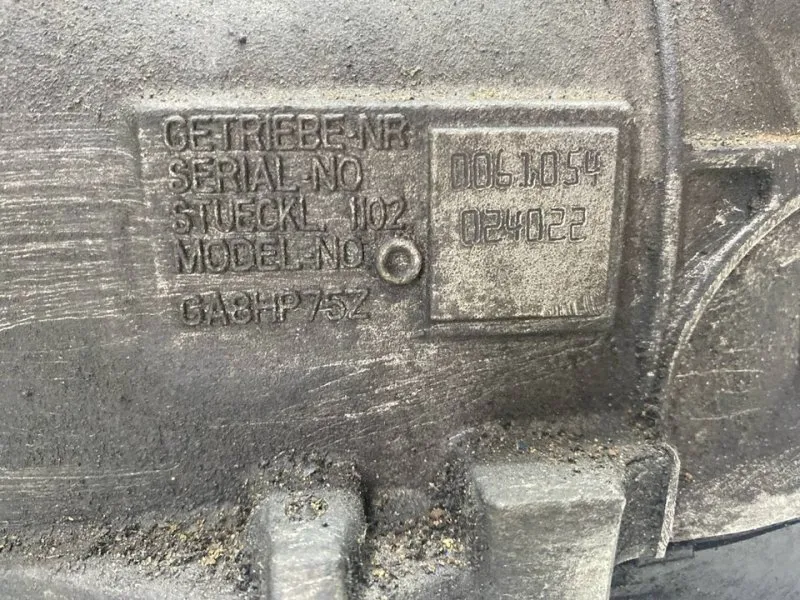 GETRIEBE-NR 0061054
SERIAL-NO
STUECKL. 1102 024022
MODEL-NO
GA8HP75Z